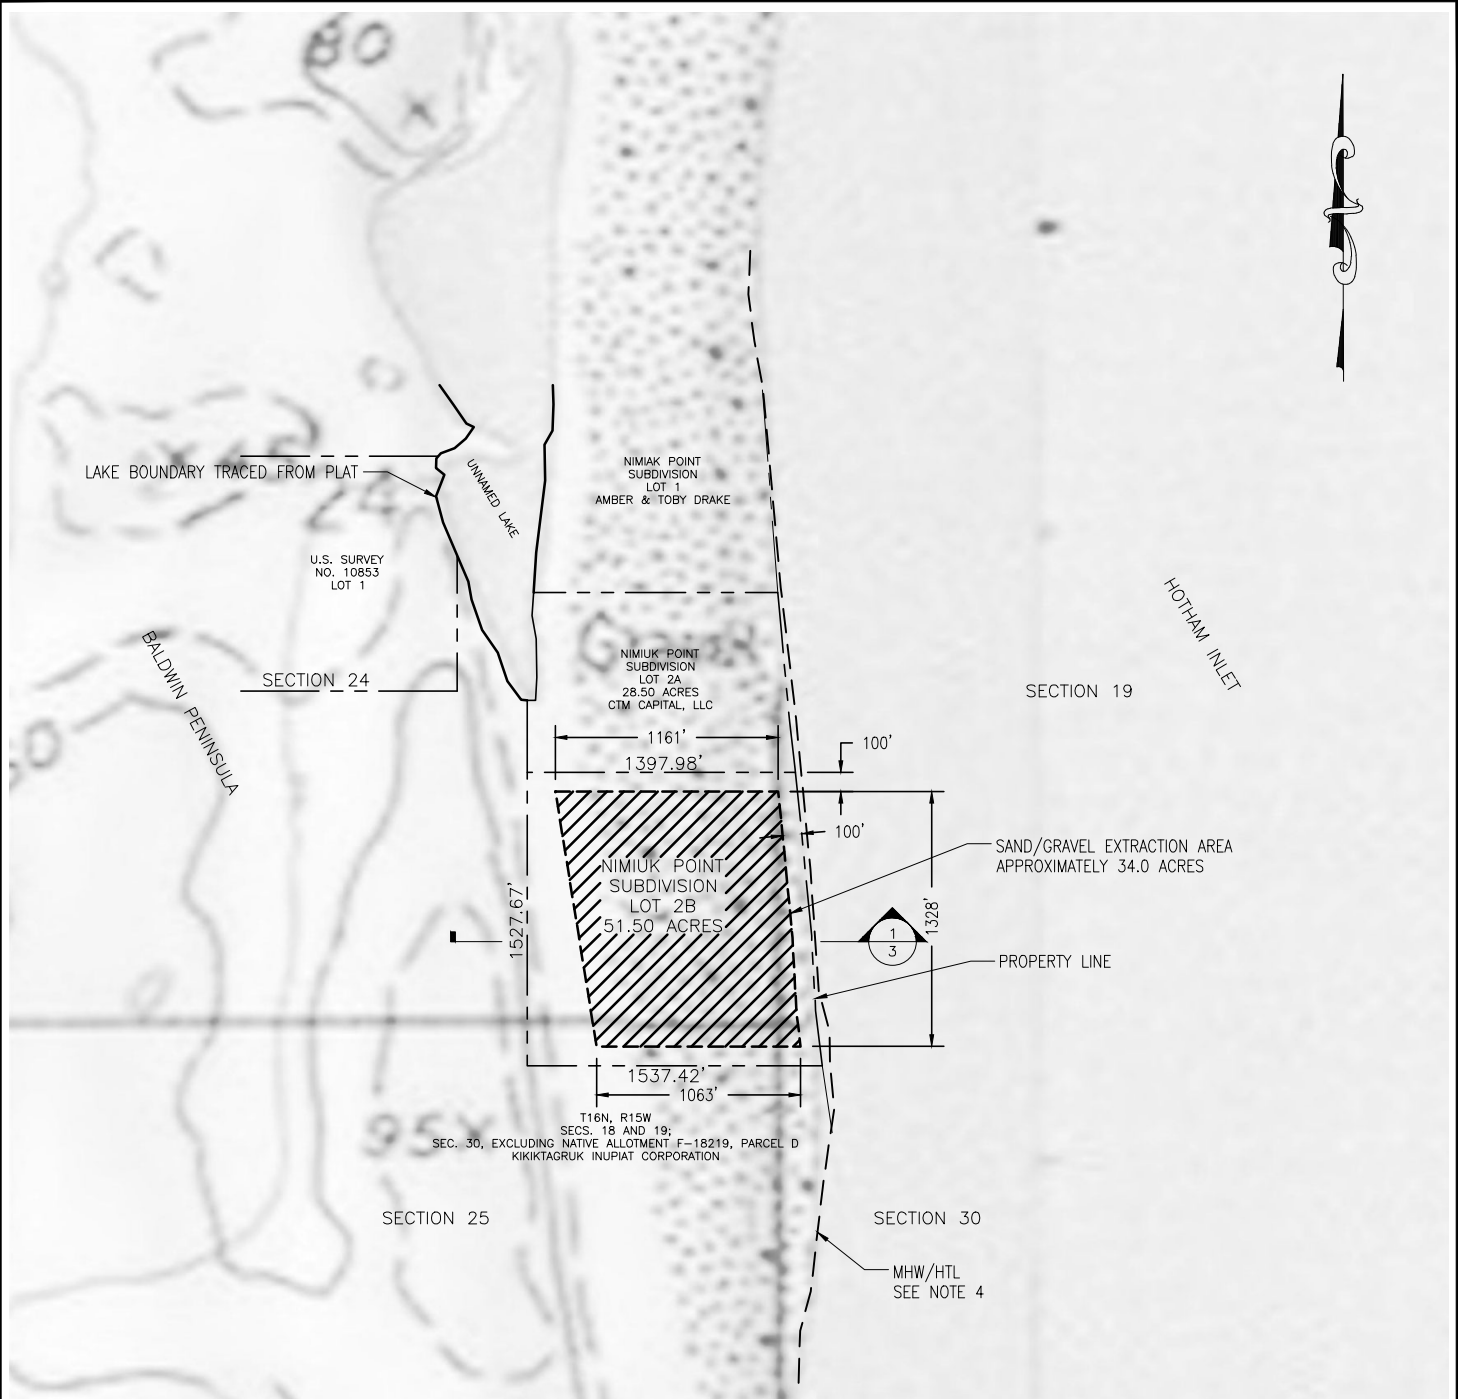 80
X
X 65
LAKE BOUNDARY TRACED FROM PLAT
24
UNNAMED LAKE
NIMIAK POINT
SUBDIVISION
LOT 1
AMBER & TOBY DRAKE
U.S. SURVEY
NO. 10853
LOT 1
HOTHAM INLET
BALDWIN PENINSULA
SECTION 24
Gravel
NIMIUK POINT
SUBDIVISION
LOT 2A
28.50 ACRES
CTM CAPITAL, LLC
SECTION 19
1161'
100'
1397.98'
100'
SAND/GRAVEL EXTRACTION AREA
APPROXIMATELY 34.0 ACRES
NIMIUK POINT
SUBDIVISION
LOT 2B
51.50 ACRES
1527.67'
1328'
1
3
PROPERTY LINE
1537.42'
1063'
95X
T16N, R15W
SECS. 18 AND 19;
SEC. 30, EXCLUDING NATIVE ALLOTMENT F-18219, PARCEL D
KIKIKTAGRUK INUPIAT CORPORATION
SECTION 25
SECTION 30
MHW/HTL
SEE NOTE 4